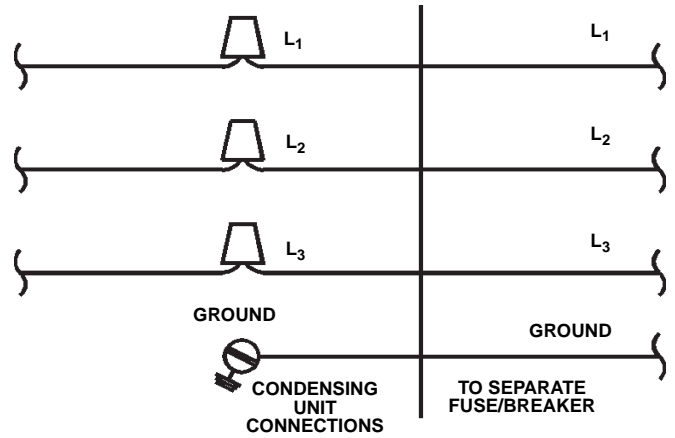 L1 L1
L2 L2
L3 L3
GROUND
GROUND
CONDENSING
UNIT
CONNECTIONS
TO SEPARATE
FUSE/BREAKER